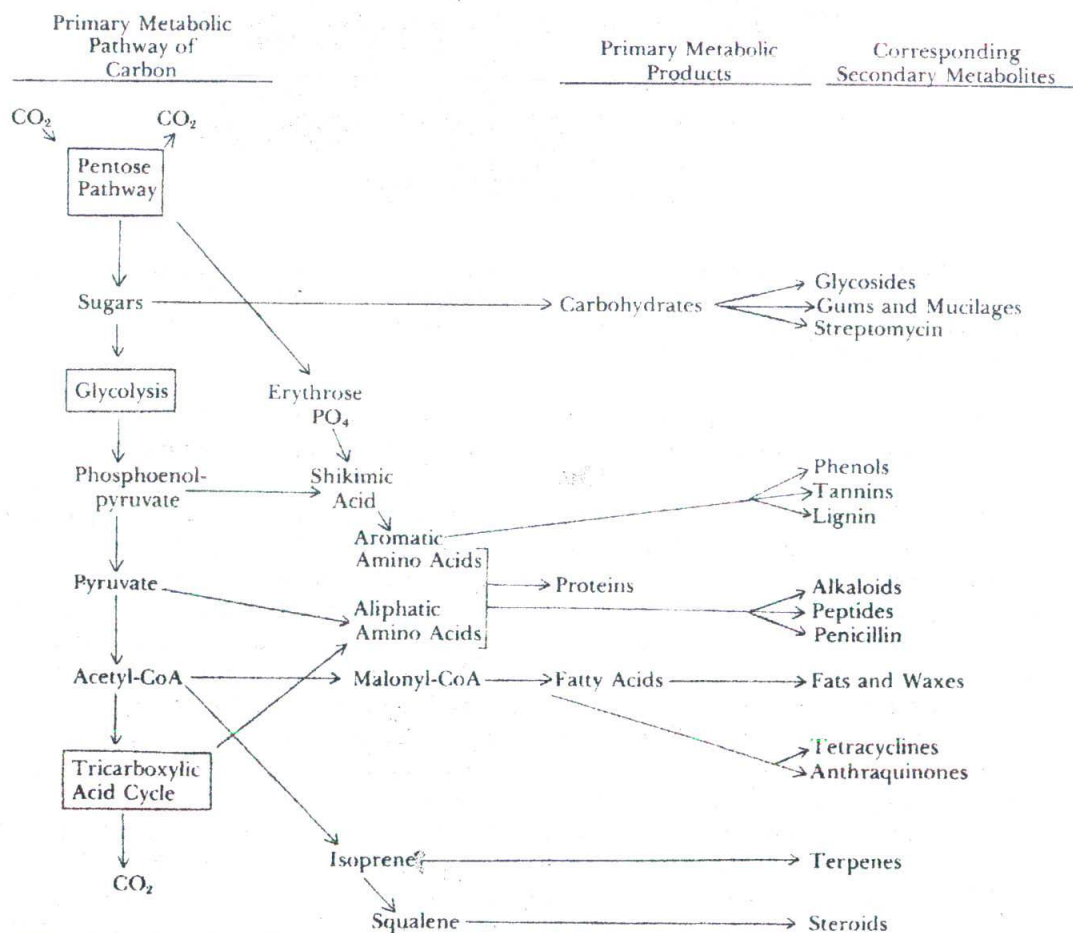 Primary Metabolic
Pathway of
Carbon
Primary Metabolic
Products
Corresponding
Secondary Metabolites
CO₂
CO₂
Pentose
Pathway
Sugars
Carbohydrates
Glycosides
Gums and Mucilages
Streptomycin
Glycolysis
Erythrose
PO₄
Phosphoenol-
pyruvate
Shikimic
Acid
Phenols
Tannins
Lignin
Aromatic
Amino Acids
Pyruvate
Proteins
Aliphatic
Amino Acids
Alkaloids
Peptides
Penicillin
Acetyl-CoA
Malonyl-CoA
Fatty Acids
Fats and Waxes
Tetracyclines
Anthraquinones
Tricarboxylic
Acid Cycle
CO₂
Isoprene
Terpenes
Squalene
Steroids